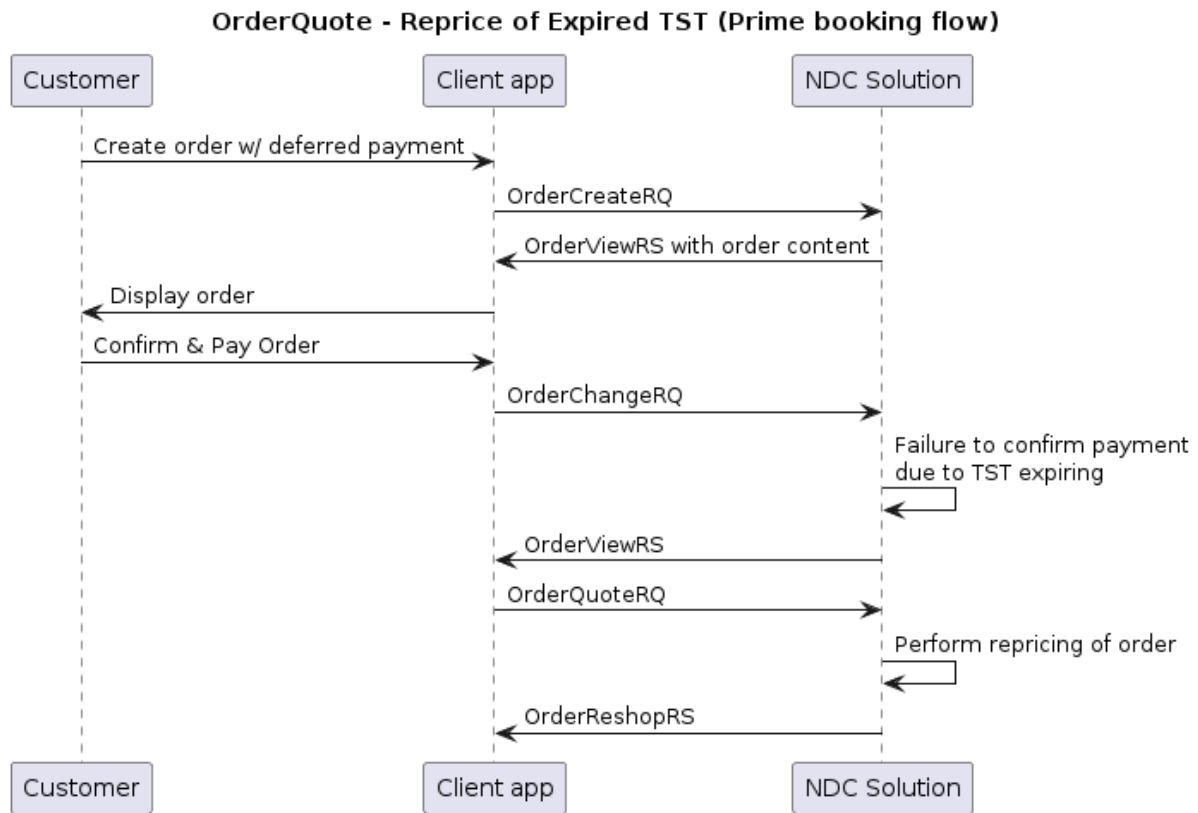 OrderQuote - Reprice of Expired TST (Prime booking flow)
Customer
Client app
NDC Solution
Create order w/ deferred payment
OrderCreateRQ
OrderViewRS with order content
Display order
Confirm & Pay Order
OrderChangeRQ
Failure to confirm payment
due to TST expiring
OrderViewRS
OrderQuoteRQ
Perform repricing of order
OrderReshopRS
Customer
Client app
NDC Solution